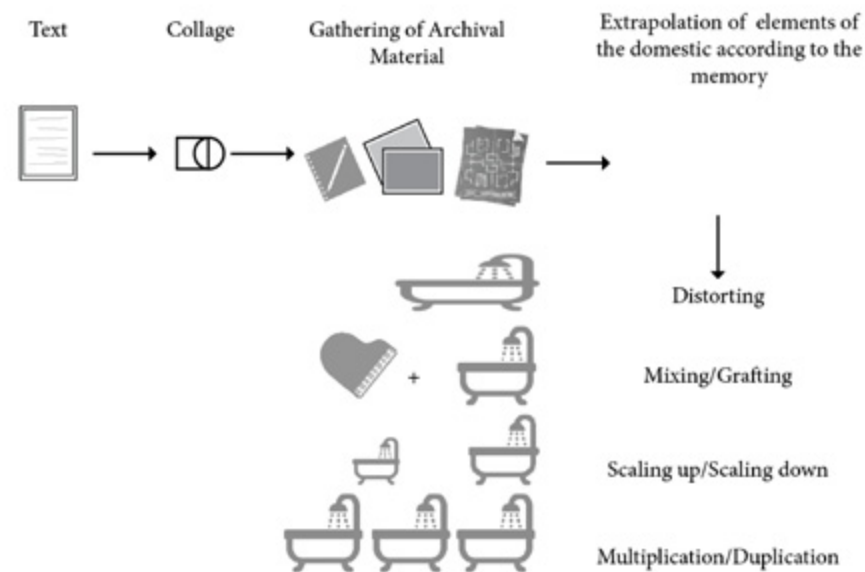 Text
Collage
Gathering of Archival
Material
Extrapolation of elements of
the domestic according to the
memory
+
Distorting
Mixing/Grafting
Scaling up/Scaling down
Multiplication/Duplication